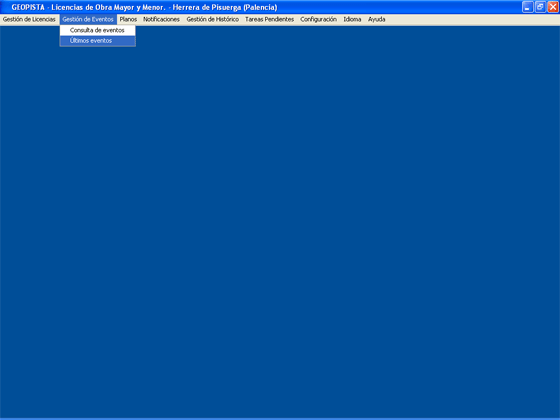 GEOPISTA - Licencias de Obra Mayor y Menor. - Herrera de Pisuerga (Palencia)
Gestión de Licencias Gestión de Eventos Planos Notificaciones Gestión de Histórico Tareas Pendientes Configuración Idioma Ayuda
Consulta de eventos
Últimos eventos